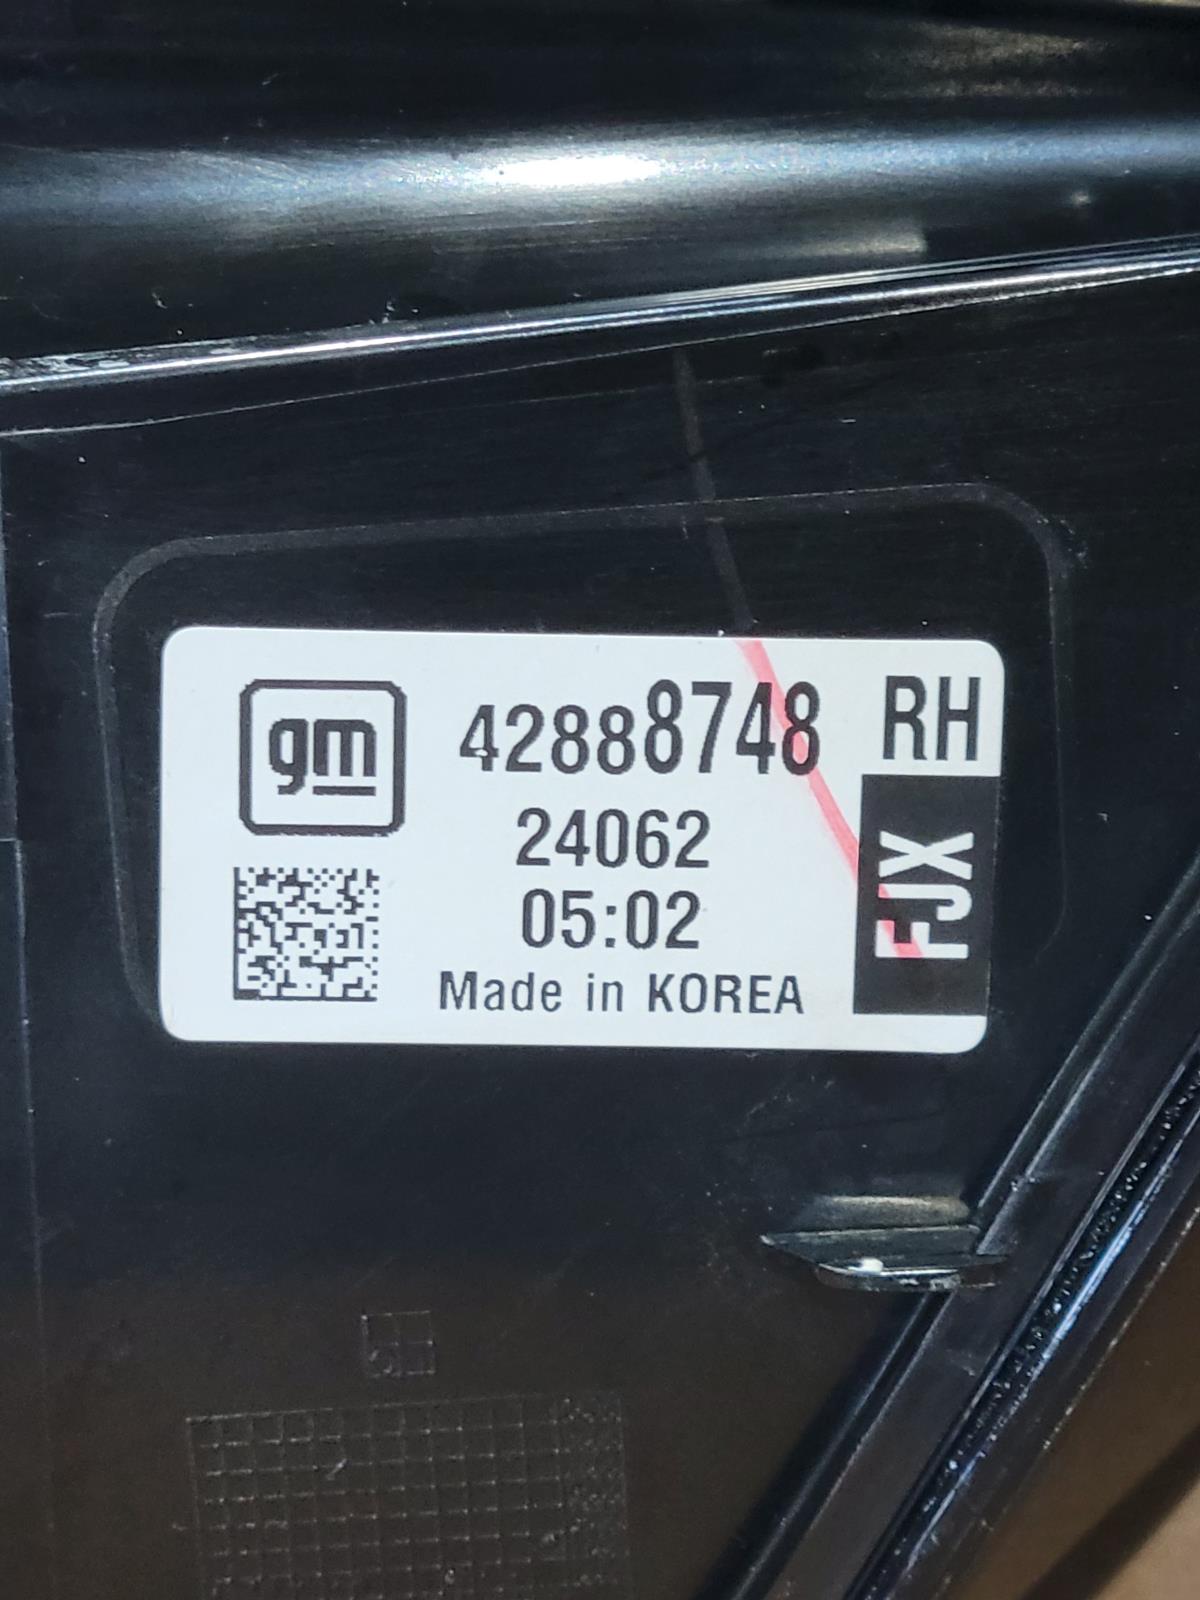 gm
42888748
RH
24062
05:02
FJX
Made in KOREA